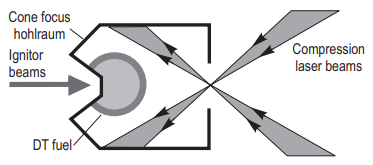 Cone focus
hohlraum
Ignitor
beams
Compression
laser beams
DT fuel